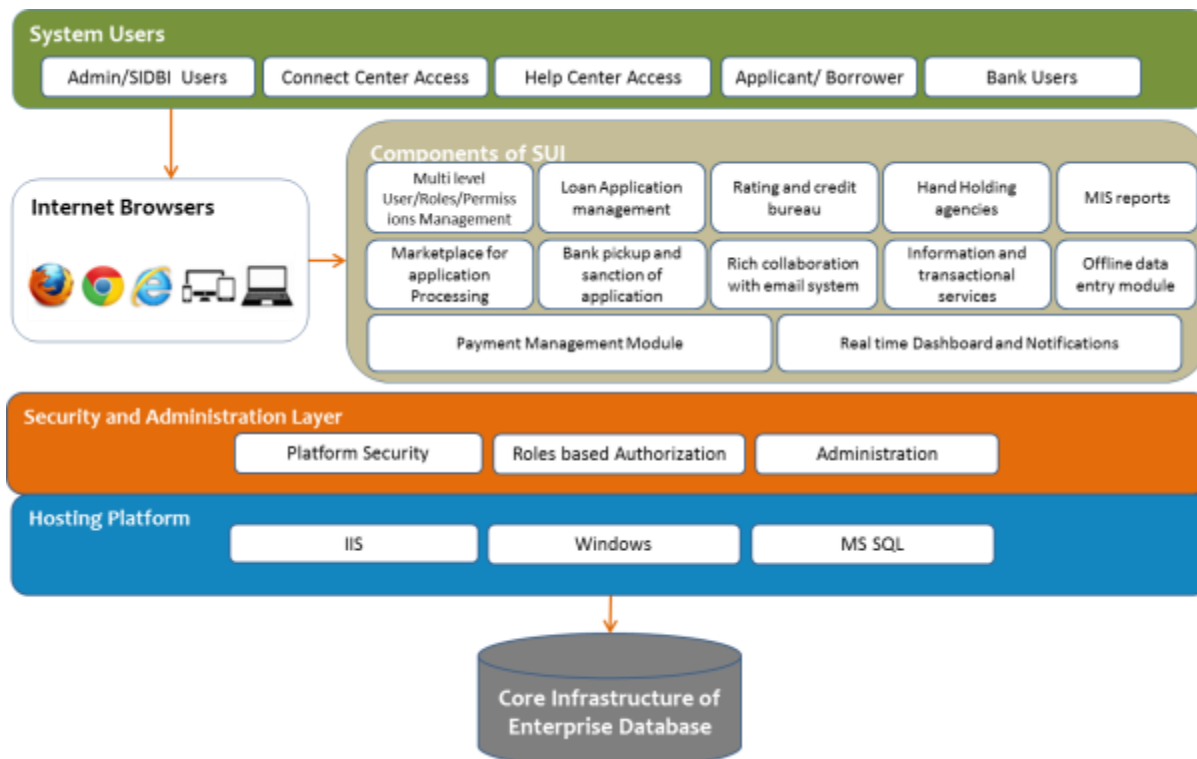 System Users
Admin/SIDBI Users
Connect Center Access
Help Center Access
Applicant/ Borrower
Bank Users
Internet Browsers
Components of SUI
Multi level
User/Roles/Permiss
ions Management
Loan Application
management
Rating and credit
bureau
Hand Holding
agencies
MIS reports
Marketplace for
application
Processing
Bank pickup and
sanction of
application
Rich collaboration
with email system
Information and
transactional
services
Offline data
entry module
Payment Management Module
Real time Dashboard and Notifications
Security and Administration Layer
Platform Security
Roles based Authorization
Administration
Hosting Platform
IIS
Windows
MS SQL
Core Infrastructure of
Enterprise Database